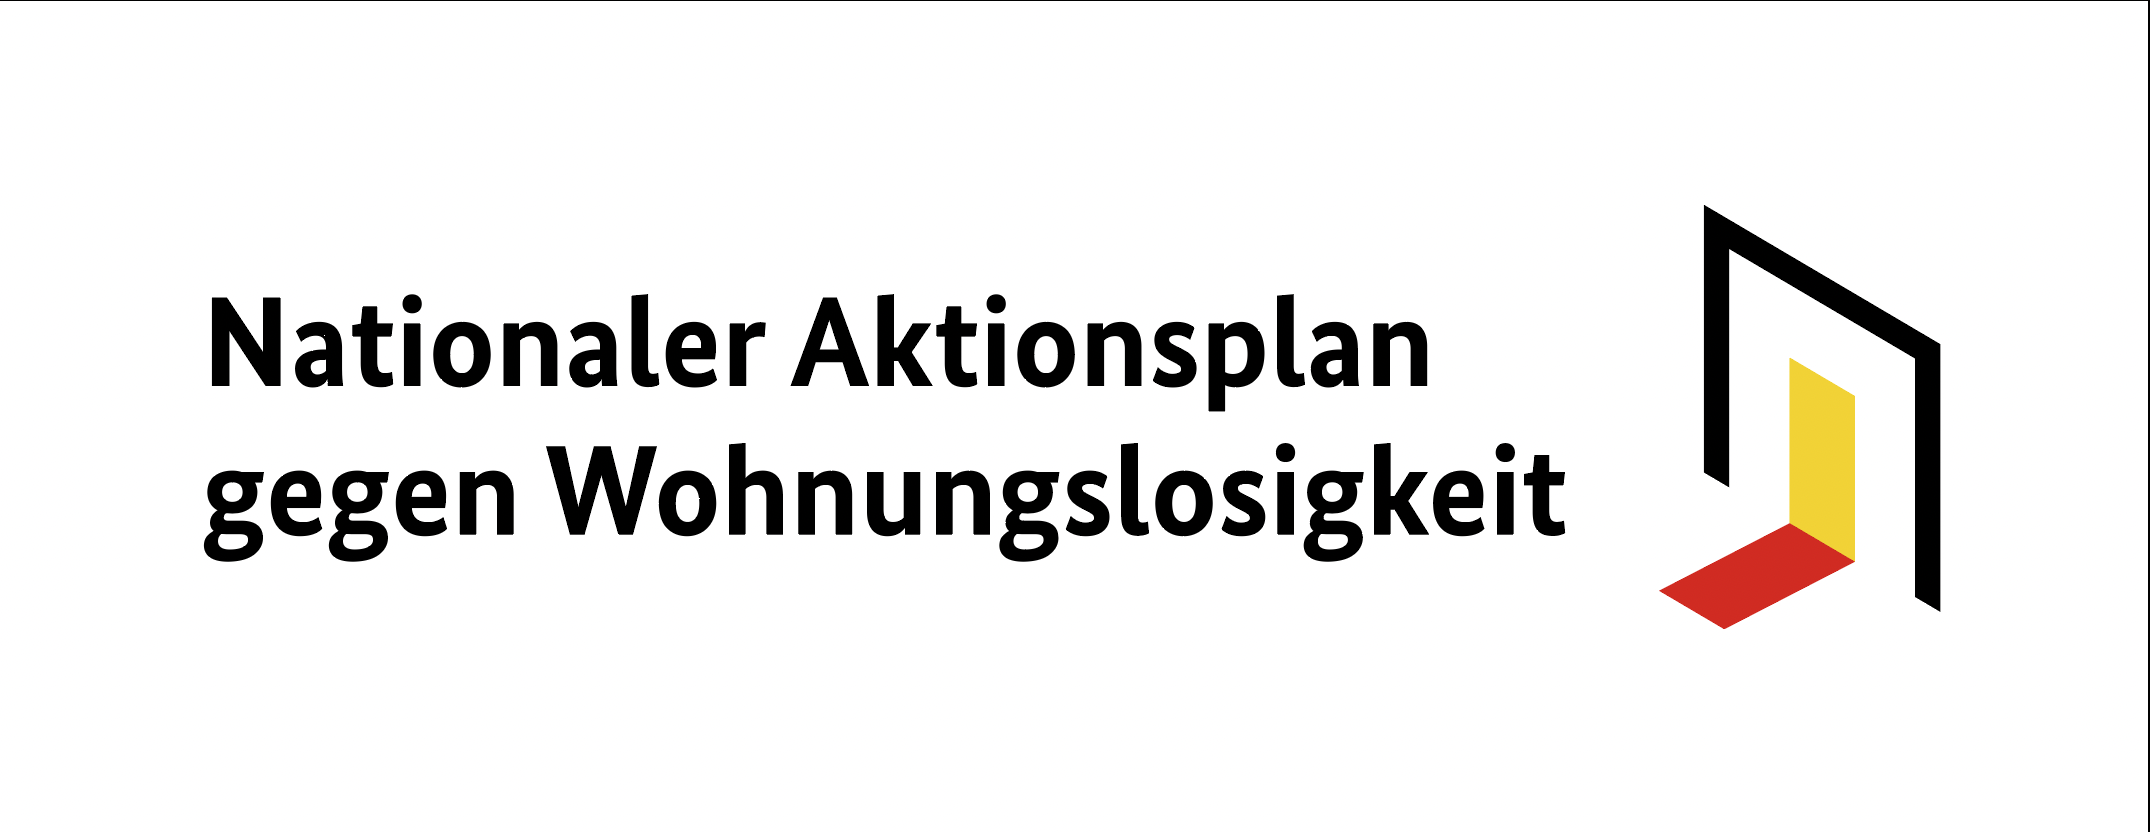 Nationaler Aktionsplan
gegen Wohnungslosigkeit